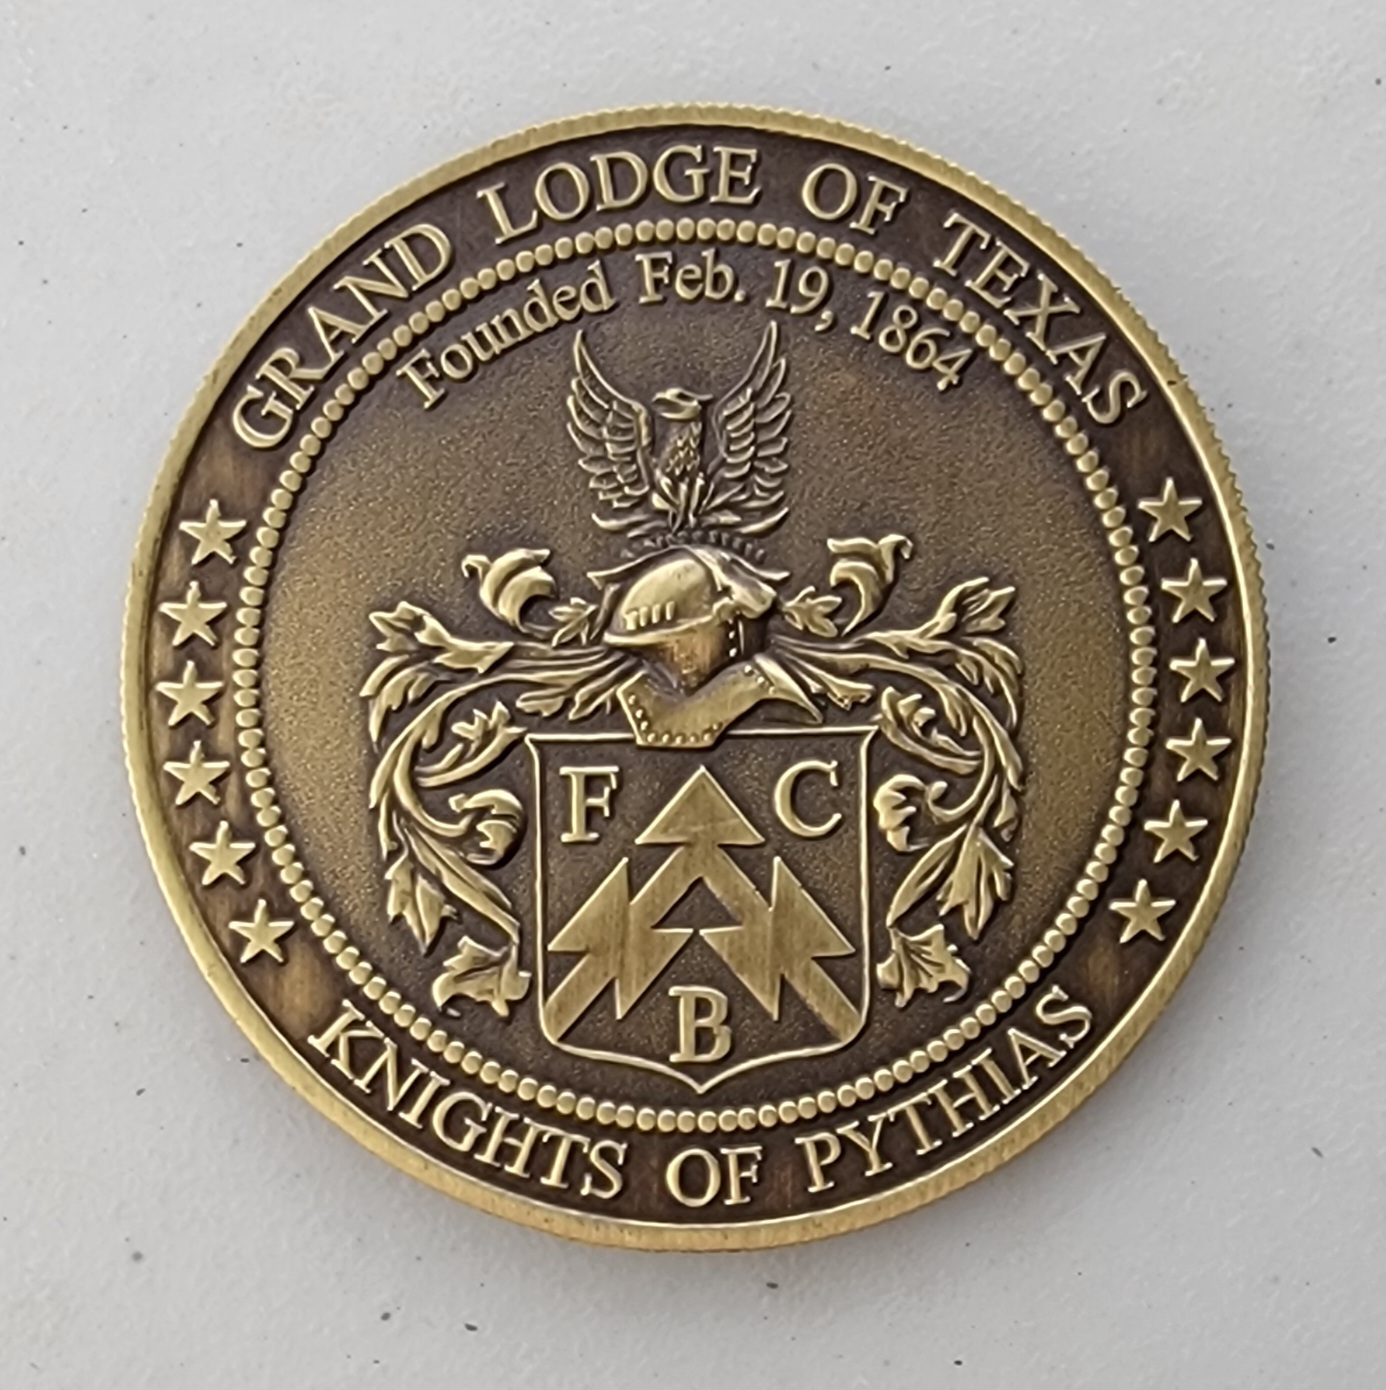 GRAND LODGE OF TEXAS
Founded Feb. 19, 1864
F C
B
KNIGHTS OF PYTHIAS